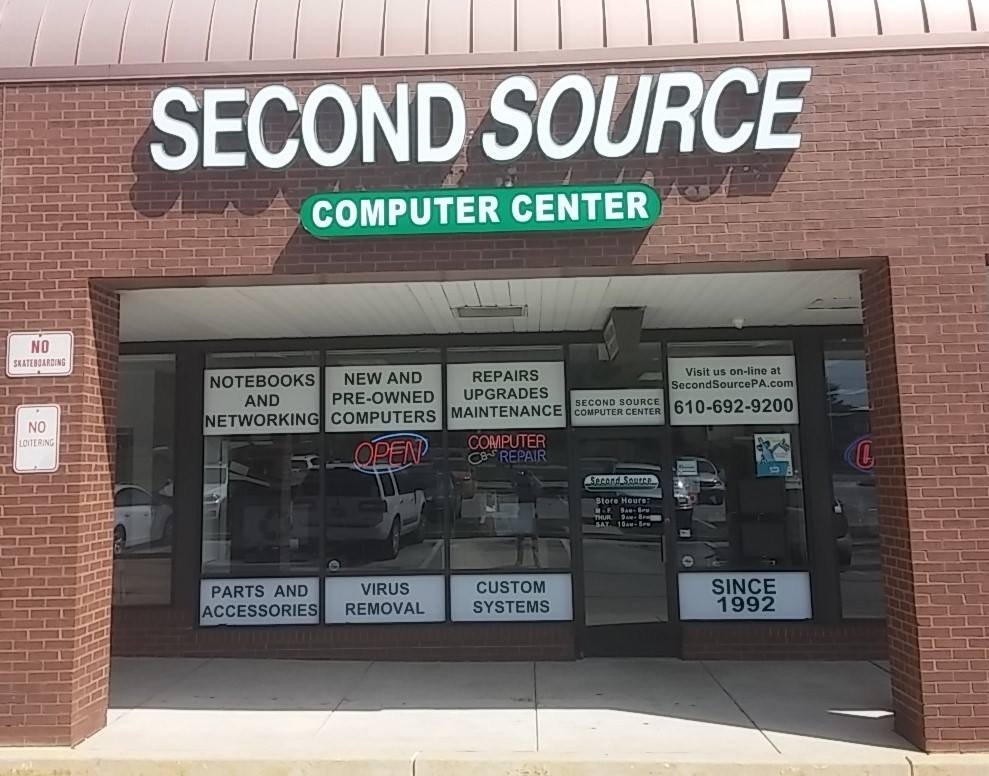 SECOND SOURCE
COMPUTER CENTER
NO
SKATEBOARDING
NO
LOITERING
NOTEBOOKS
AND
NETWORKING
NEW AND
PRE-OWNED
COMPUTERS
REPAIRS
UPGRADES
MAINTENANCE
SECOND SOURCE
COMPUTER CENTER
Visit us on-line at
SecondSourcePA.com
610-692-9200
OPEN
COMPUTER
REPAIR
Second Source
Store Hours:
M - F
THUR.
SAT.
PARTS AND
ACCESSORIES
VIRUS
REMOVAL
CUSTOM
SYSTEMS
SINCE
1992